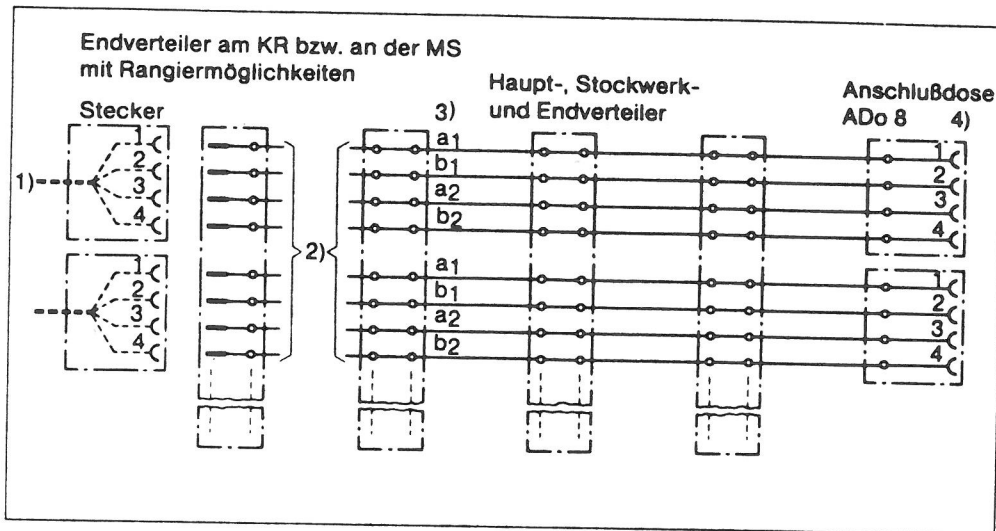 Endverteiler am KR bzw. an der MS
mit Rangiermöglichkeiten
Stecker
3)
Haupt-, Stockwerk-
und Endverteiler
Anschlußdose
ADo 8 4)
1)
1
2
3
4
1
2
3
4
2)
a1
b1
a2
b2
a1
b1
a2
b2
1
2
3
4
1
2
3
4